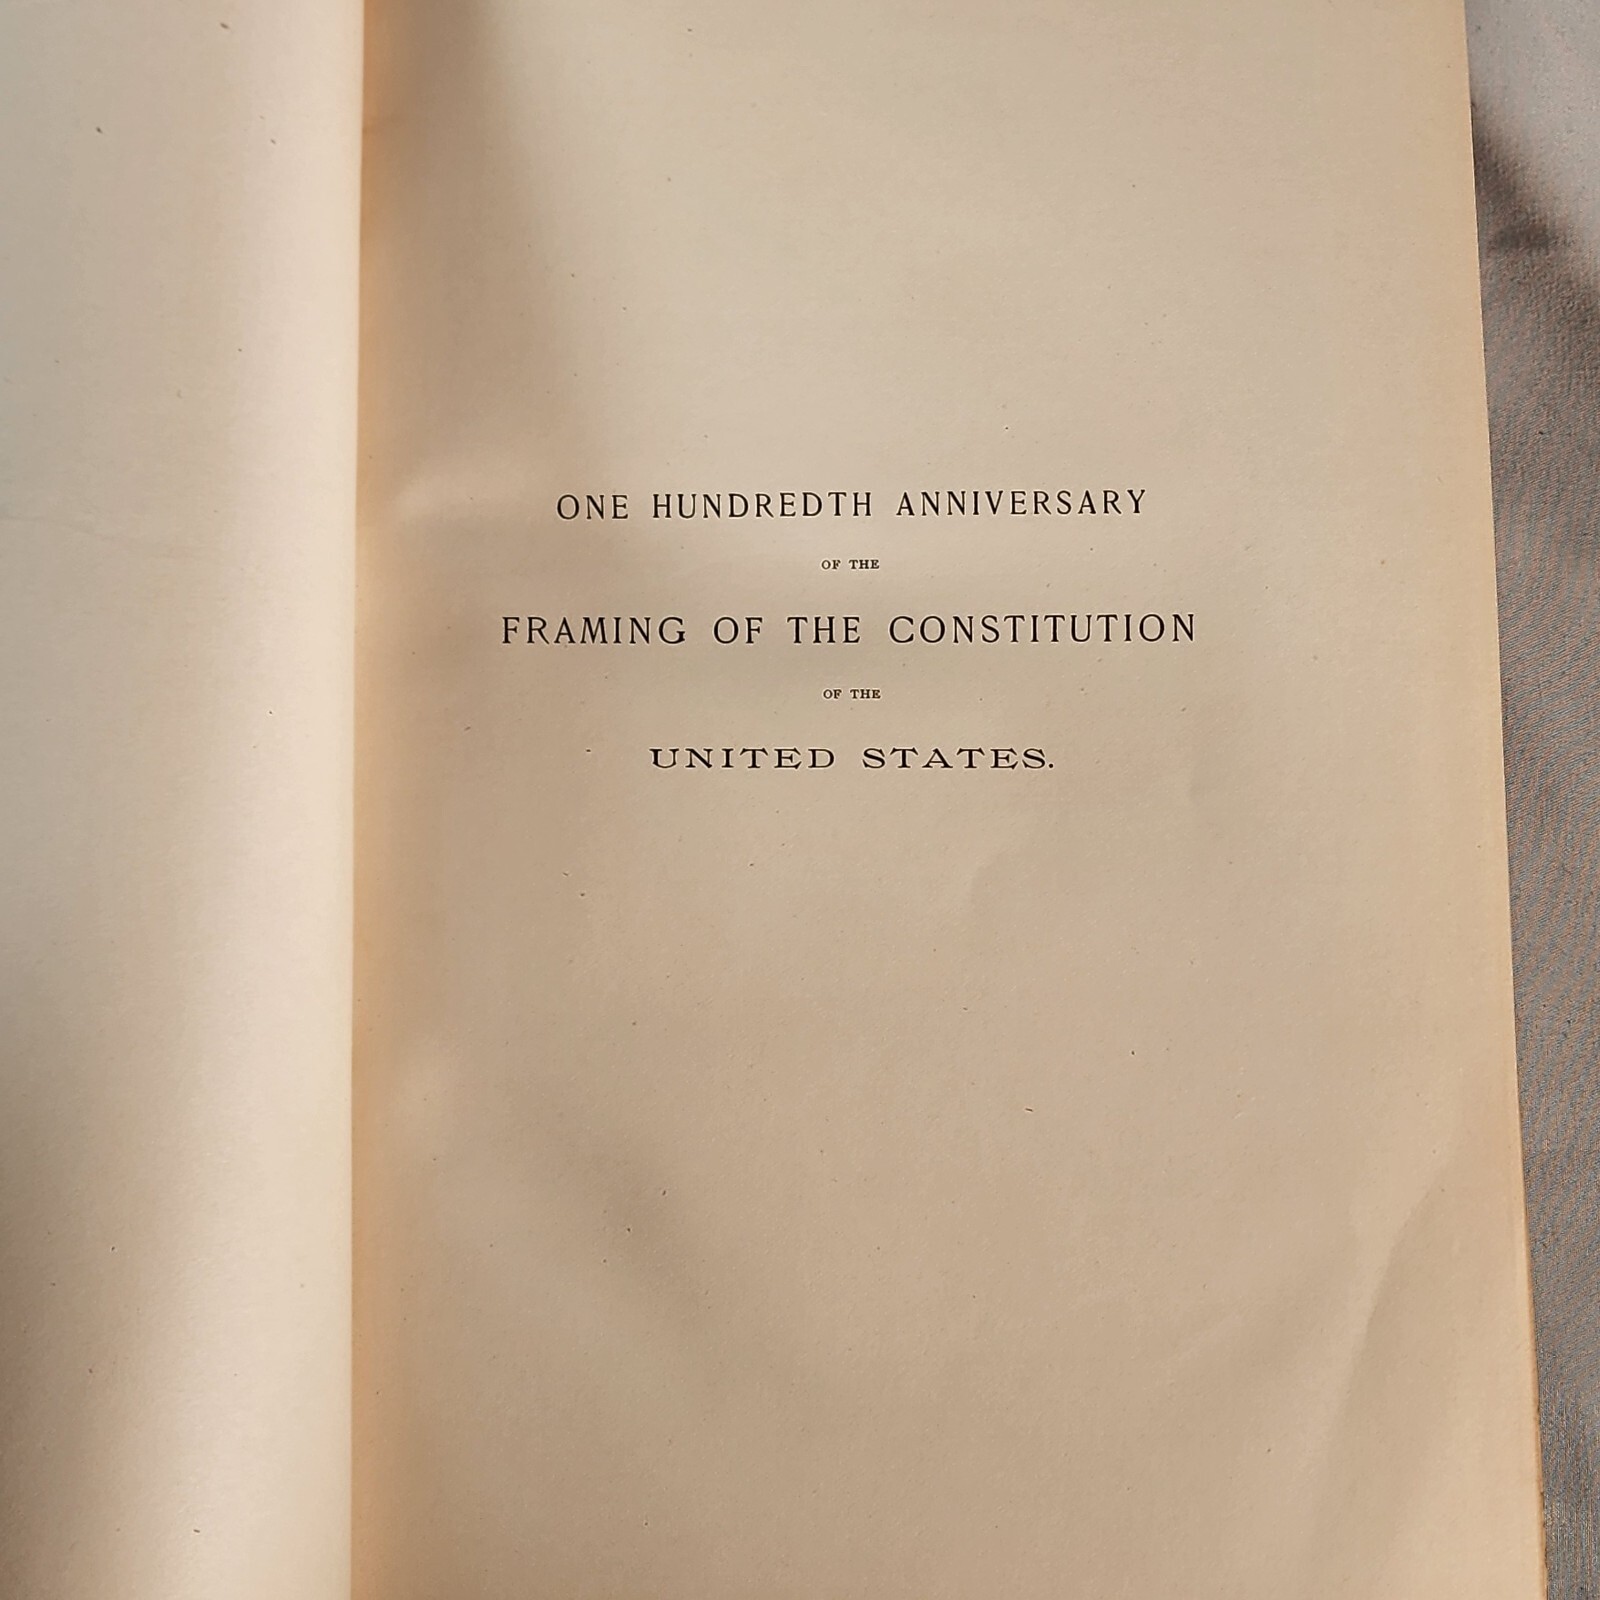 ONE HUNDREDTH ANNIVERSARY
OF THE
FRAMING OF THE CONSTITUTION
OF THE
UNITED STATES.